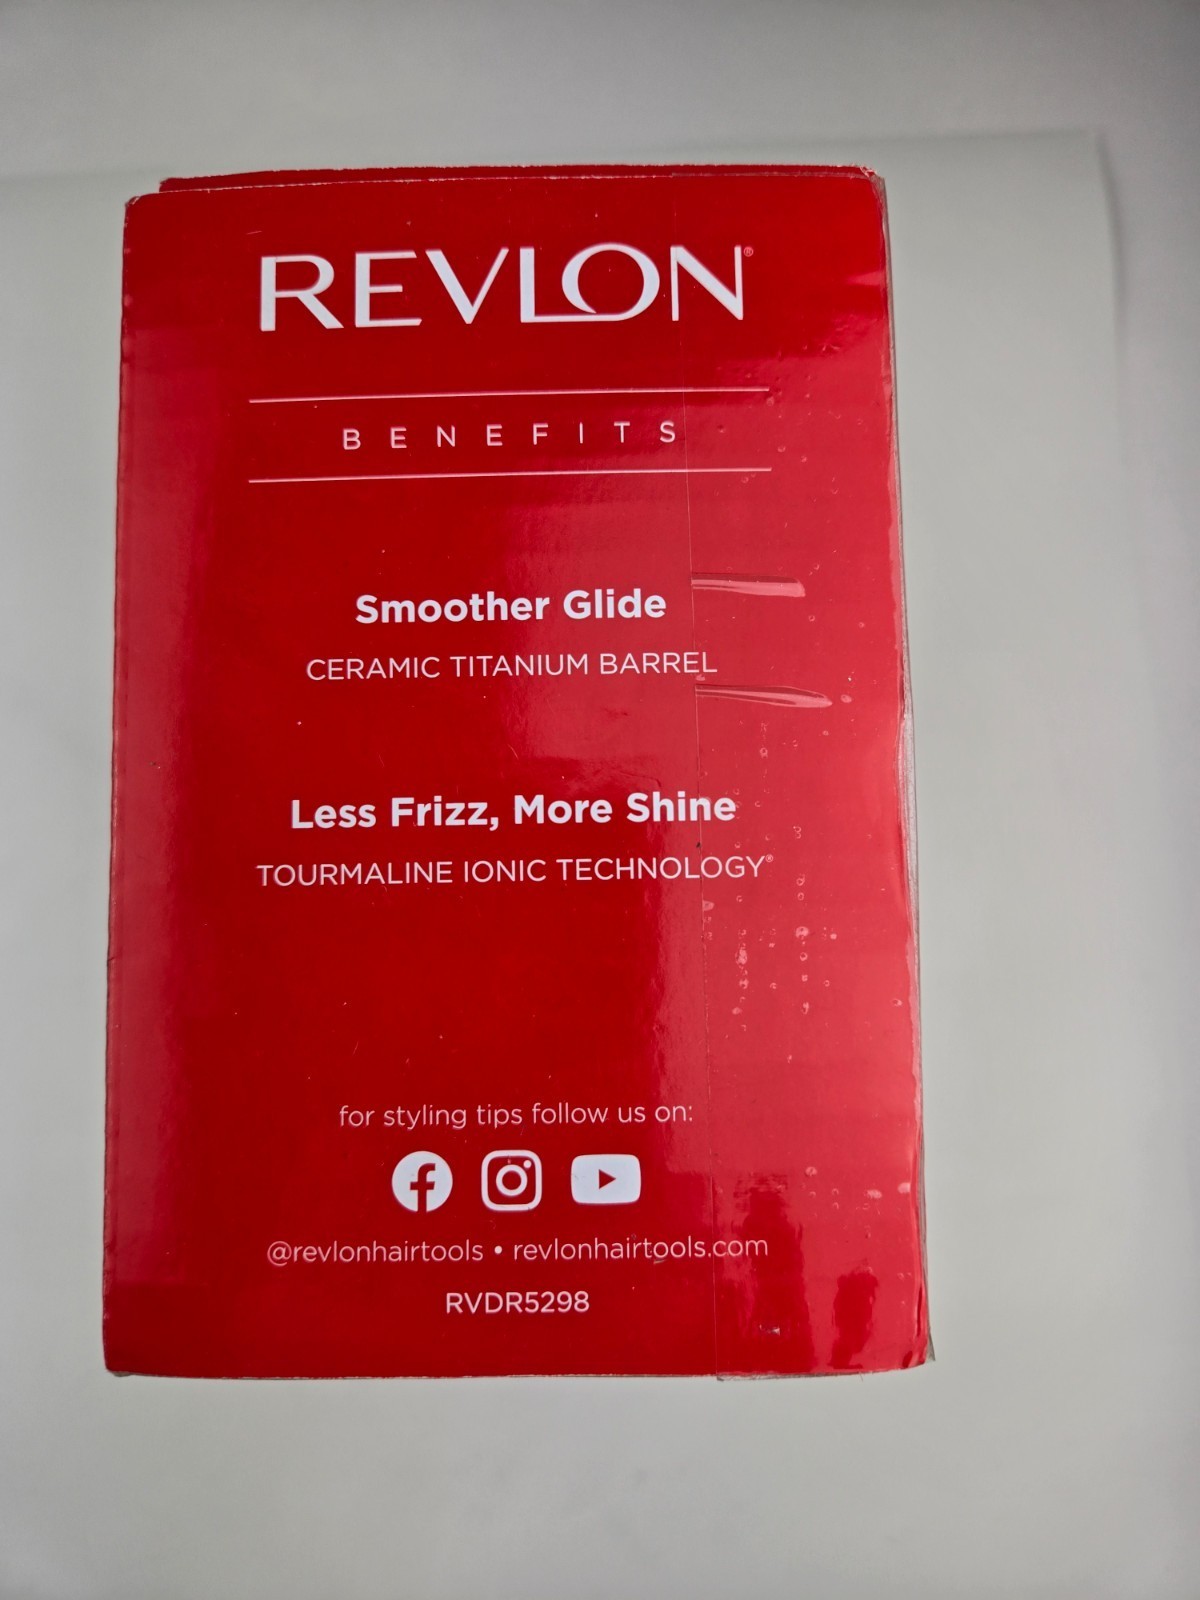 REVLON®
BENEFITS
Smoother Glide
CERAMIC TITANIUM BARREL
Less Frizz, More Shine
TOURMALINE IONIC TECHNOLOGY®
for styling tips follow us on:
@revlonhairtools • revlonhairtools.com
RVDR5298